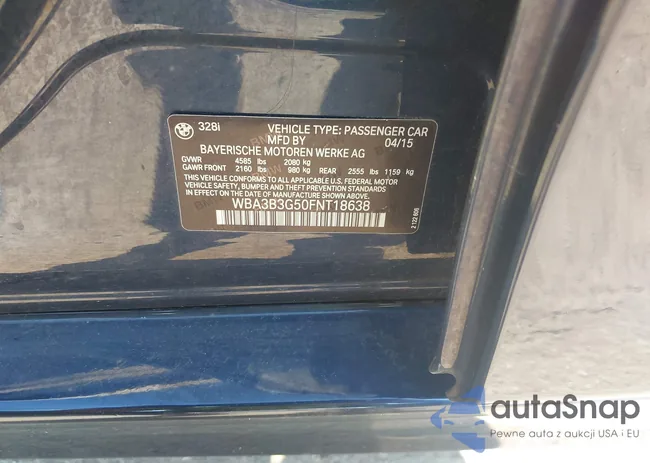 328i VEHICLE TYPE: PASSENGER CAR
MFD BY 04/15
BAYERISCHE MOTOREN WERKE AG
GVWR 4585 lbs 2080 kg
GAWR FRONT 2160 lbs 980 kg REAR 2555 lbs 1159 kg
THIS VEHICLE CONFORMS TO ALL APPLICABLE U.S. FEDERAL MOTOR
VEHICLE SAFETY, BUMPER, AND THEFT PREVENTION STANDARDS
IN EFFECT ON THE DATE OF MANUFACTURE SHOWN ABOVE.
WBA3B3G50FNT18638
2 122 606
autaSnap
Pewne auta z aukcji USA i EU